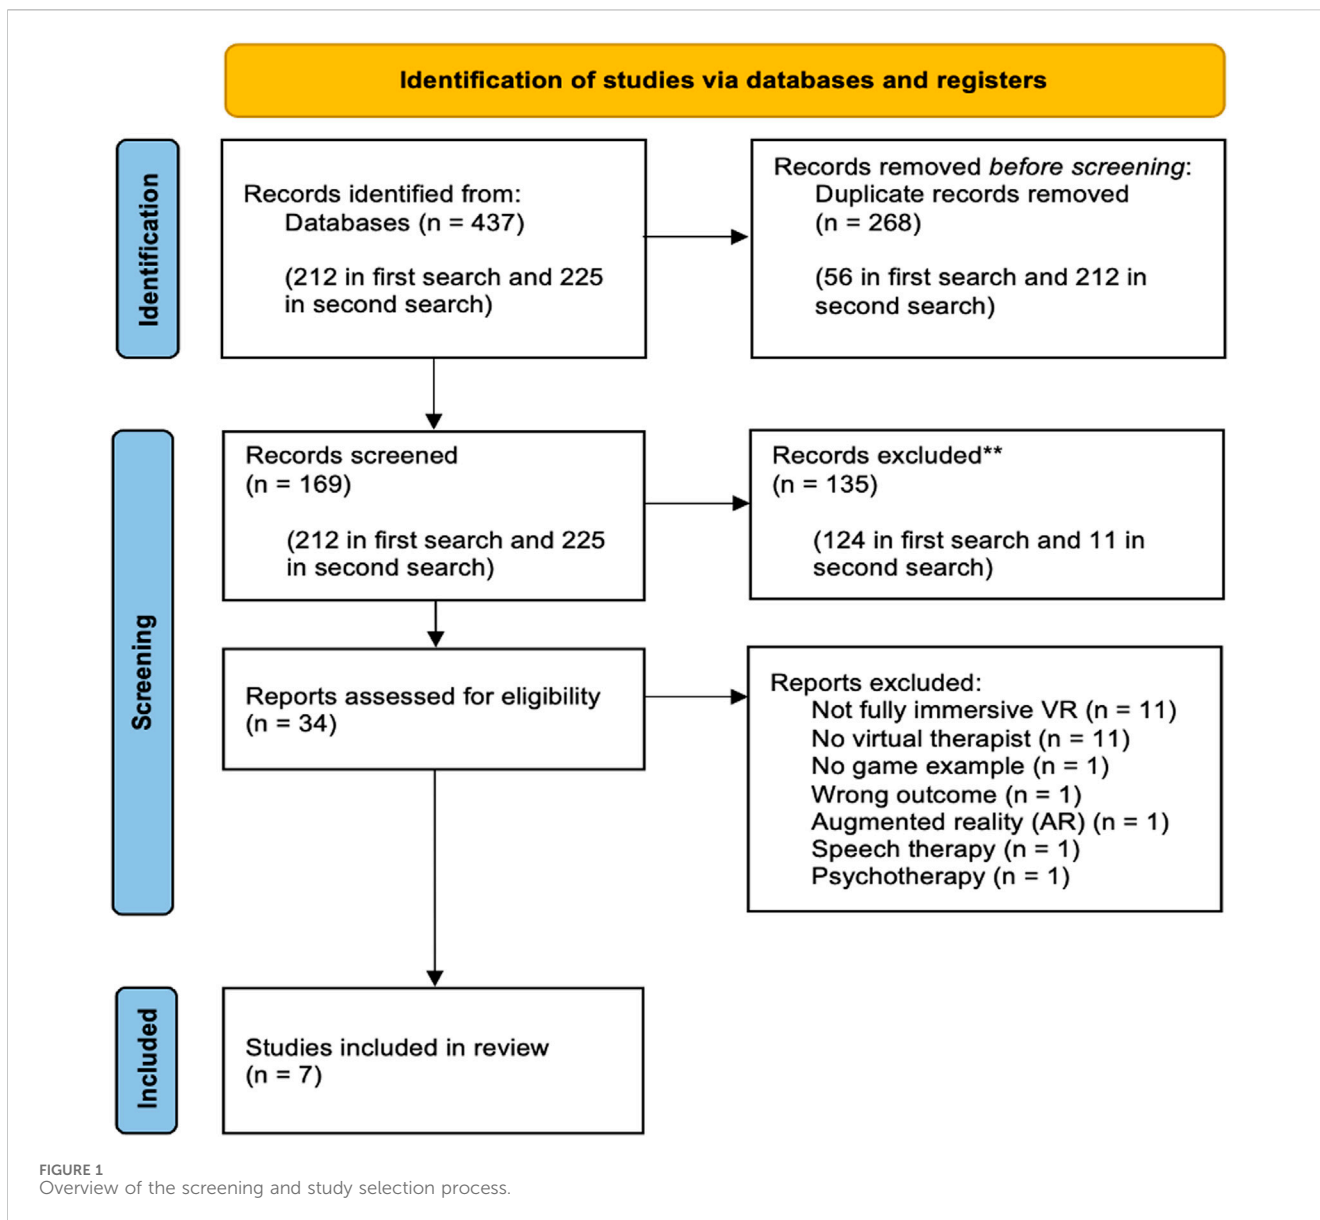 Identification of studies via databases and registers
Identification
Records identified from:
Databases (n = 437)
(212 in first search and 225
in second search)
Records removed before screening:
Duplicate records removed
(n = 268)
(56 in first search and 212 in
second search)
Screening
Records screened
(n = 169)
(212 in first search and 225
in second search)
Records excluded**
(n = 135)
(124 in first search and 11 in
second search)
Reports assessed for eligibility
(n = 34)
Reports excluded:
Not fully immersive VR (n = 11)
No virtual therapist (n = 11)
No game example (n = 1)
Wrong outcome (n = 1)
Augmented reality (AR) (n = 1)
Speech therapy (n = 1)
Psychotherapy (n = 1)
Included
Studies included in review
(n = 7)
FIGURE 1
Overview of the screening and study selection process.